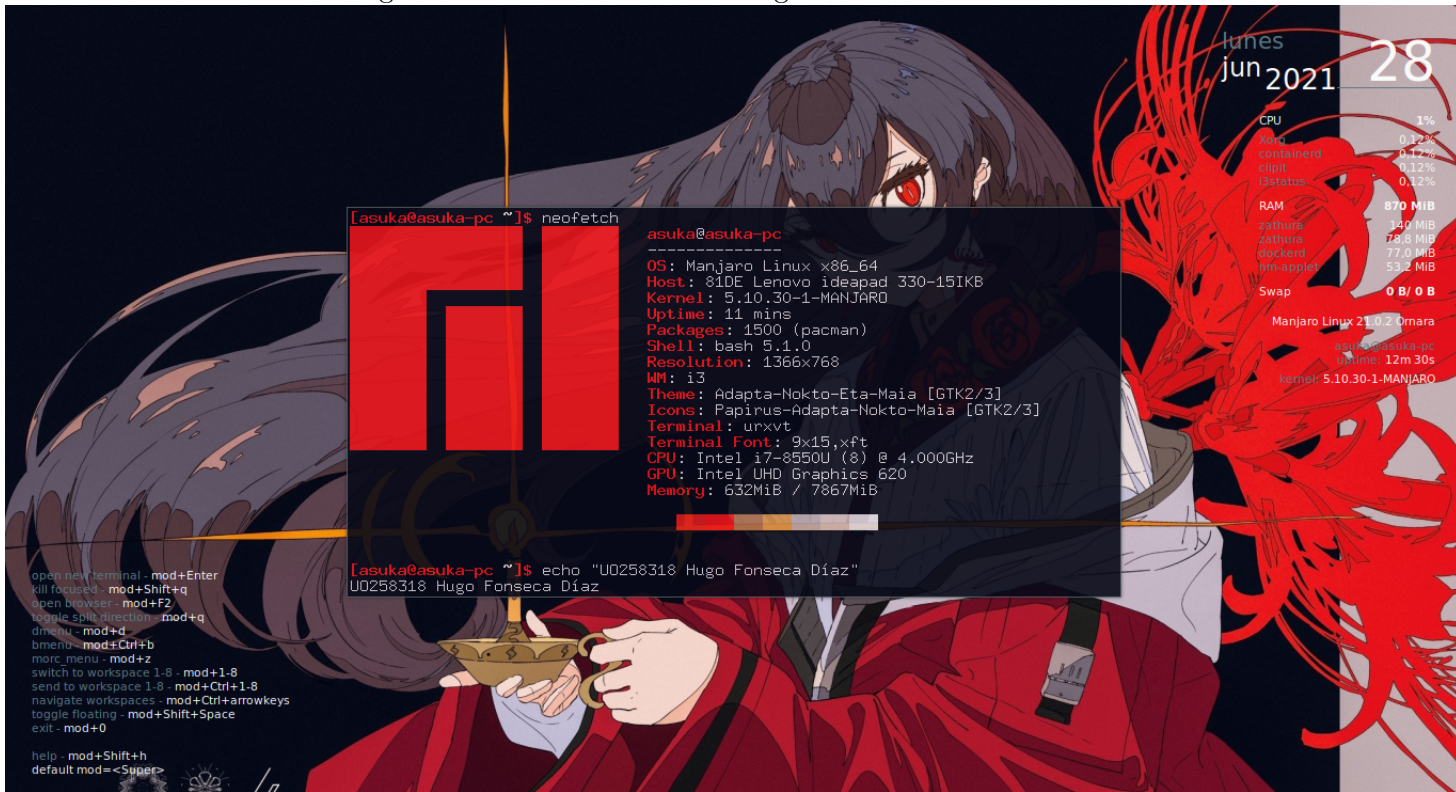 [asuka@asuka-pc ~]$ neofetch
asuka@asuka-pc
--------------
OS: Manjaro Linux x86_64
Host: 81DE Lenovo ideapad 330-15IKB
Kernel: 5.10.30-1-MANJARO
Uptime: 11 mins
Packages: 1500 (pacman)
Shell: bash 5.1.0
Resolution: 1366x768
WM: i3
Theme: Adapta-Nokto-Eta-Maia [GTK2/3]
Icons: Papirus-Adapta-Nokto-Maia [GTK2/3]
Terminal: urxvt
Terminal Font: 9x15,xft
CPU: Intel i7-8550U (8) @ 4.000GHz
GPU: Intel UHD Graphics 620
Memory: 632MiB / 7867MiB
[asuka@asuka-pc ~]$ echo "UO258318 Hugo Fonseca Díaz"
UO258318 Hugo Fonseca Díaz
lunes
jun 2021 28
CPU 1%
Xorg 0,12%
containerd 0,12%
clipit 0,12%
i3status 0,12%
RAM 870 MiB
zathura 140 MiB
zathura 78,8 MiB
dockerd 77,0 MiB
nm-applet 53,2 MiB
Swap 0 B/ 0 B
Manjaro Linux 21.0.2 Ornara
asuka@asuka-pc
uptime: 12m 30s
kernel: 5.10.30-1-MANJARO
open new terminal - mod+Enter
kill focused - mod+Shift+q
open browser - mod+F2
toggle split direction - mod+q
dmenu - mod+d
bmenu - mod+Ctrl+b
morc_menu - mod+z
switch to workspace 1-8 - mod+1-8
send to workspace 1-8 - mod+Ctrl+1-8
navigate workspaces - mod+Ctrl+arrowkeys
toggle floating - mod+Shift+Space
exit - mod+0
help - mod+Shift+h
default mod=<Super>